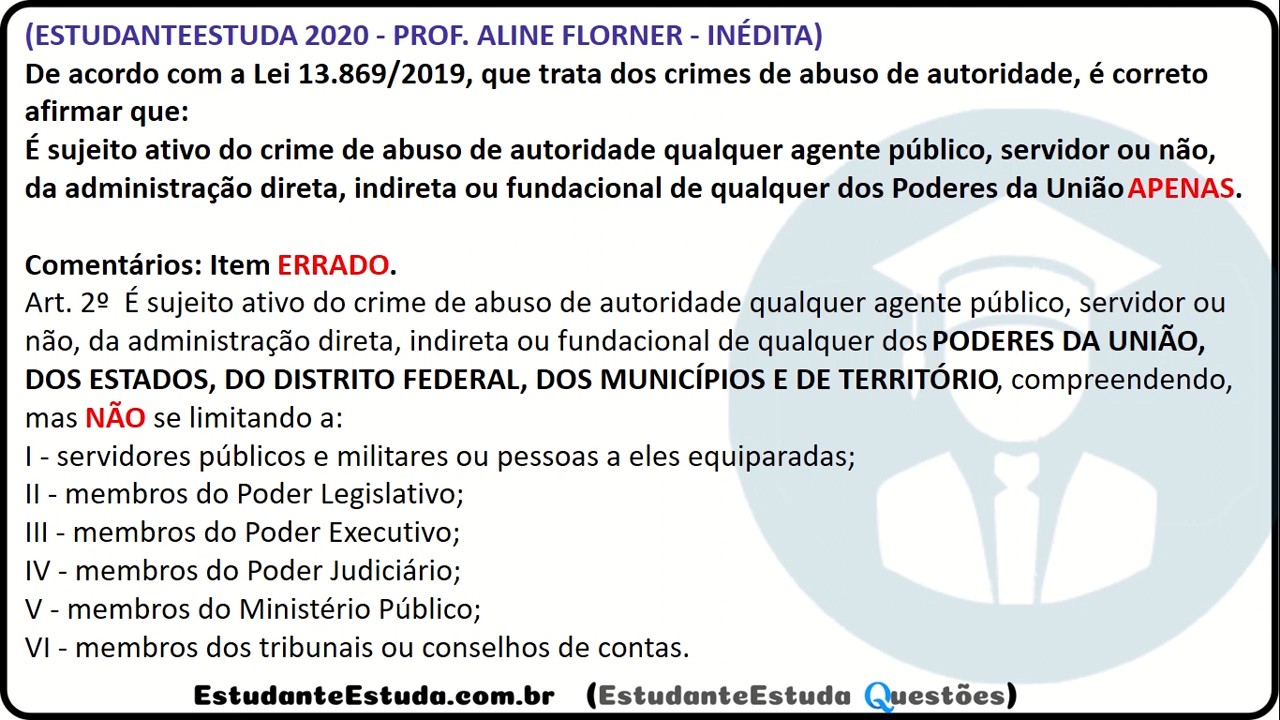 (ESTUDANTEESTUDA 2020 - PROF. ALINE FLORNER - INÉDITA)
De acordo com a Lei 13.869/2019, que trata dos crimes de abuso de autoridade, é correto
afirmar que:
É sujeito ativo do crime de abuso de autoridade qualquer agente público, servidor ou não,
da administração direta, indireta ou fundacional de qualquer dos Poderes da União APENAS.
Comentários: Item ERRADO.
Art. 2º É sujeito ativo do crime de abuso de autoridade qualquer agente público, servidor ou
não, da administração direta, indireta ou fundacional de qualquer dos PODERES DA UNIÃO,
DOS ESTADOS, DO DISTRITO FEDERAL, DOS MUNICÍPIOS E DE TERRITÓRIO, compreendendo,
mas NÃO se limitando a:
I - servidores públicos e militares ou pessoas a eles equiparadas;
II - membros do Poder Legislativo;
III - membros do Poder Executivo;
IV - membros do Poder Judiciário;
V - membros do Ministério Público;
VI - membros dos tribunais ou conselhos de contas.
EstudanteEstuda.com.br (EstudanteEstuda Questões)